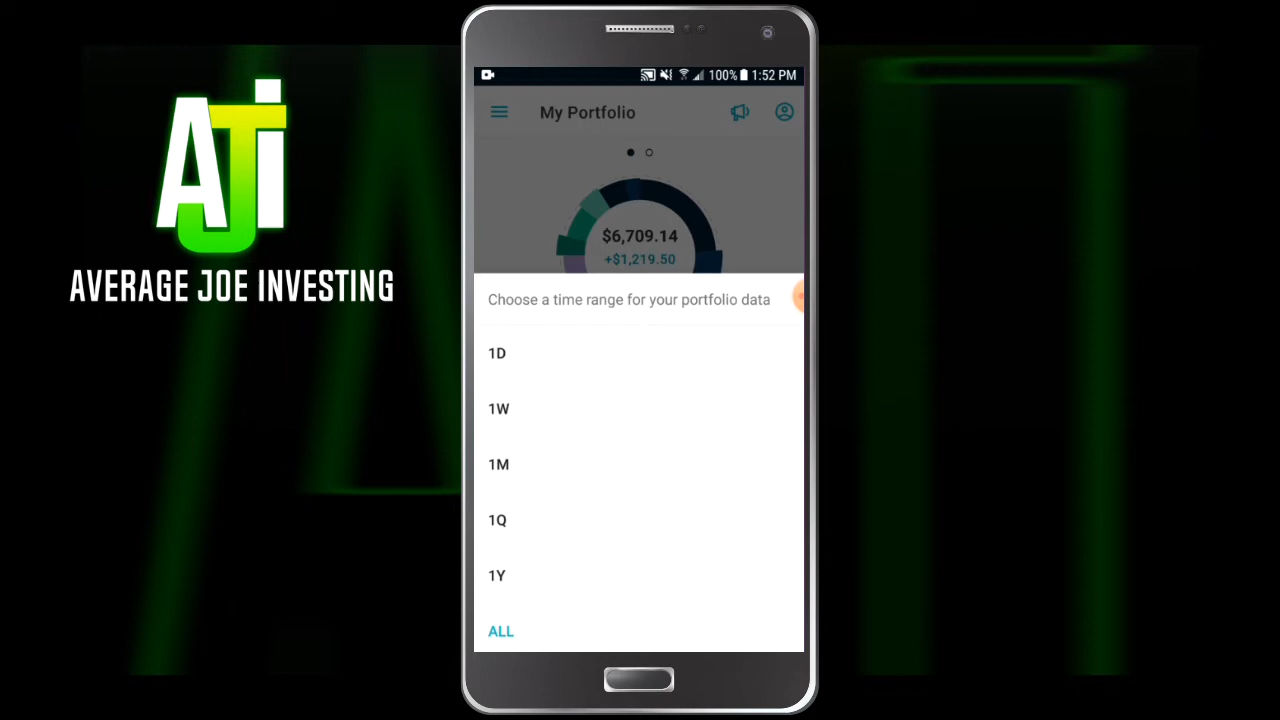 AJi
AVERAGE JOE INVESTING
100% 1:52 PM
My Portfolio
$6,709.14
+$1,219.50
Choose a time range for your portfolio data
1D
1W
1M
1Q
1Y
ALL